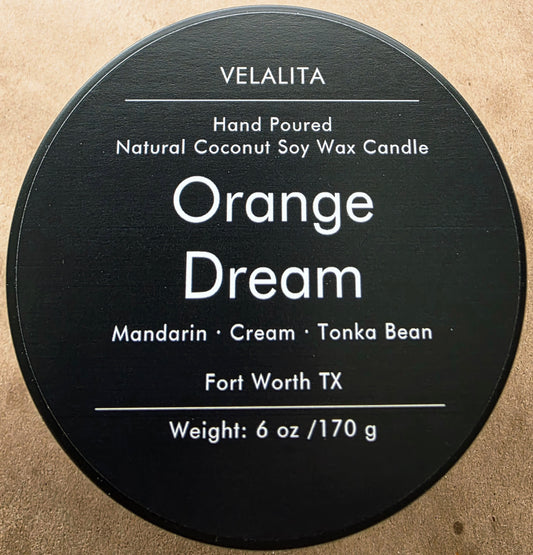 VELALITA
Hand Poured
Natural Coconut Soy Wax Candle
Orange
Dream
Mandarin · Cream · Tonka Bean
Fort Worth TX
Weight: 6 oz /170 g